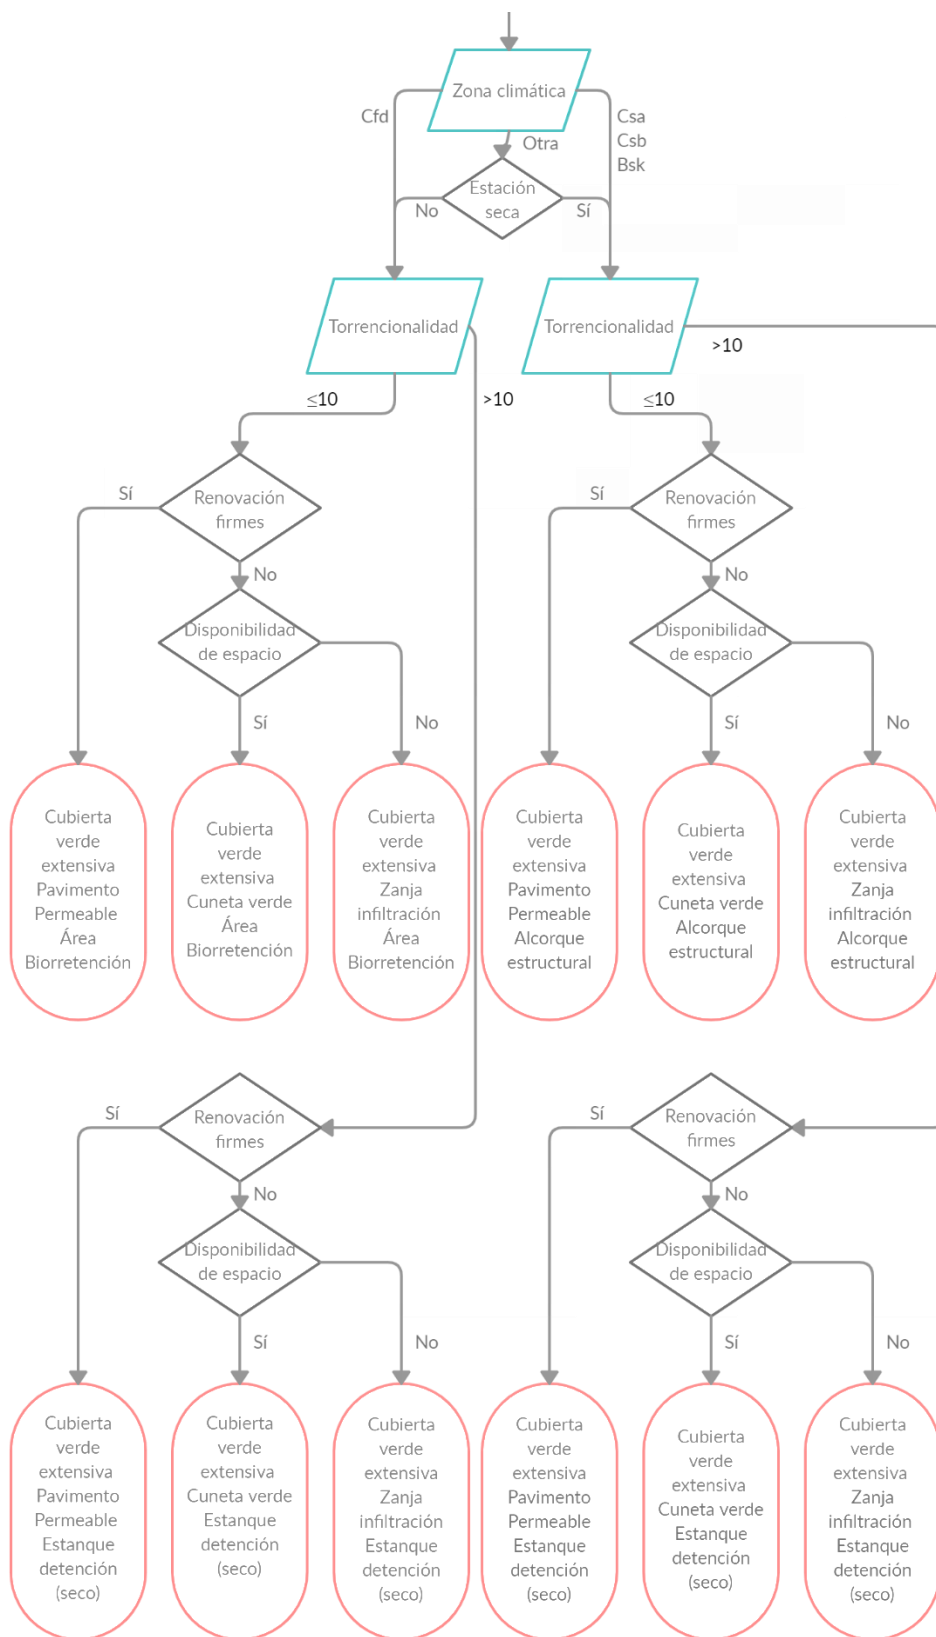 Zona climática
Cfd
Csa
Csb
Bsk
Otra
Estación
seca
No
Sí
Torrencionalidad
Torrencionalidad
>10
≤10
>10
≤10
Renovación
firmes
Sí
No
Disponibilidad
de espacio
Sí
No
Renovación
firmes
Sí
No
Disponibilidad
de espacio
Sí
No
Cubierta
verde
extensiva
Pavimento
Permeable
Área
Biorretención
Cubierta
verde
extensiva
Cuneta verde
Área
Biorretención
Cubierta
verde
extensiva
Zanja
infiltración
Área
Biorretención
Cubierta
verde
extensiva
Pavimento
Permeable
Alcorque
estructural
Cubierta
verde
extensiva
Cuneta verde
Alcorque
estructural
Cubierta
verde
extensiva
Zanja
infiltración
Alcorque
estructural
Renovación
firmes
Sí
No
Disponibilidad
de espacio
Sí
No
Renovación
firmes
Sí
No
Disponibilidad
de espacio
Sí
No
Cubierta
verde
extensiva
Pavimento
Permeable
Estanque
detención
(seco)
Cubierta
verde
extensiva
Cuneta verde
Estanque
detención
(seco)
Cubierta
verde
extensiva
Zanja
infiltración
Estanque
detención
(seco)
Cubierta
verde
extensiva
Pavimento
Permeable
Estanque
detención
(seco)
Cubierta
verde
extensiva
Cuneta verde
Estanque
detención
(seco)
Cubierta
verde
extensiva
Zanja
infiltración
Estanque
detención
(seco)